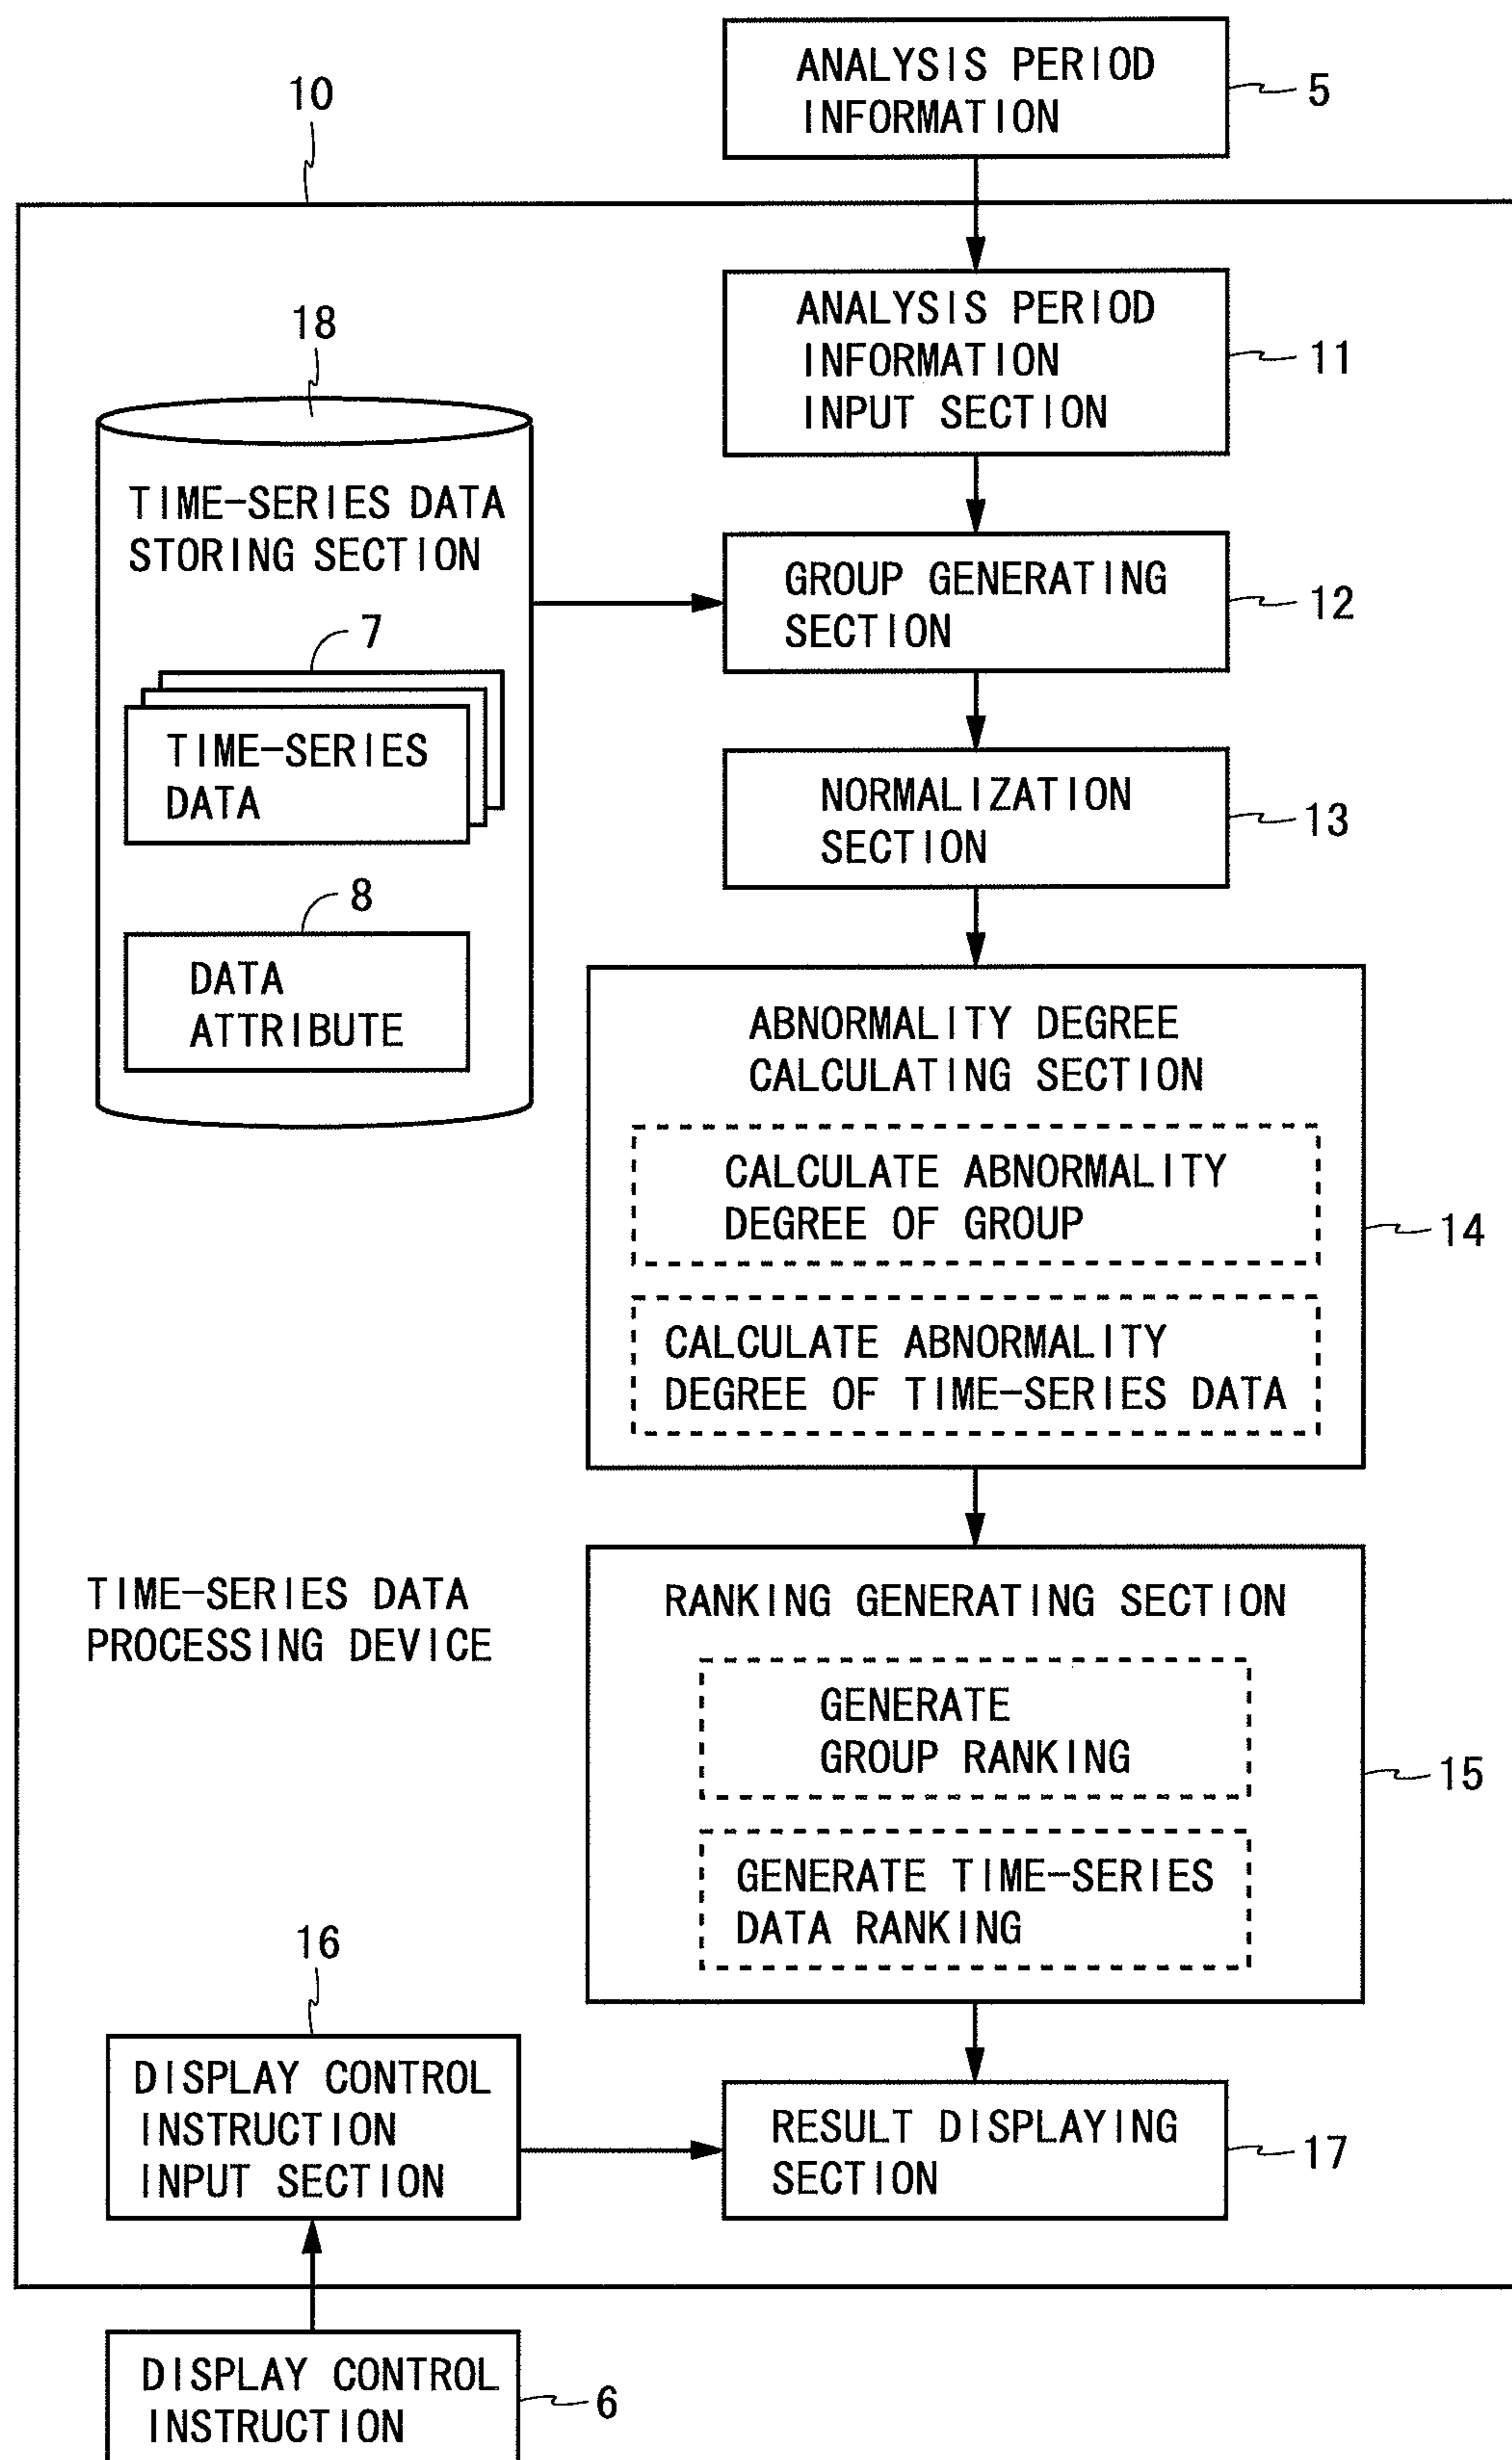 ANALYSIS PERIOD
INFORMATION
5
10
ANALYSIS PERIOD
INFORMATION
INPUT SECTION
11
18
TIME-SERIES DATA
STORING SECTION
GROUP GENERATING
SECTION
12
7
TIME-SERIES
DATA
NORMALIZATION
SECTION
13
8
DATA
ATTRIBUTE
ABNORMALITY DEGREE
CALCULATING SECTION
CALCULATE ABNORMALITY
DEGREE OF GROUP
CALCULATE ABNORMALITY
DEGREE OF TIME-SERIES DATA
14
TIME-SERIES DATA
PROCESSING DEVICE
RANKING GENERATING SECTION
GENERATE
GROUP RANKING
GENERATE TIME-SERIES
DATA RANKING
15
16
DISPLAY CONTROL
INSTRUCTION
INPUT SECTION
RESULT DISPLAYING
SECTION
17
DISPLAY CONTROL
INSTRUCTION
6